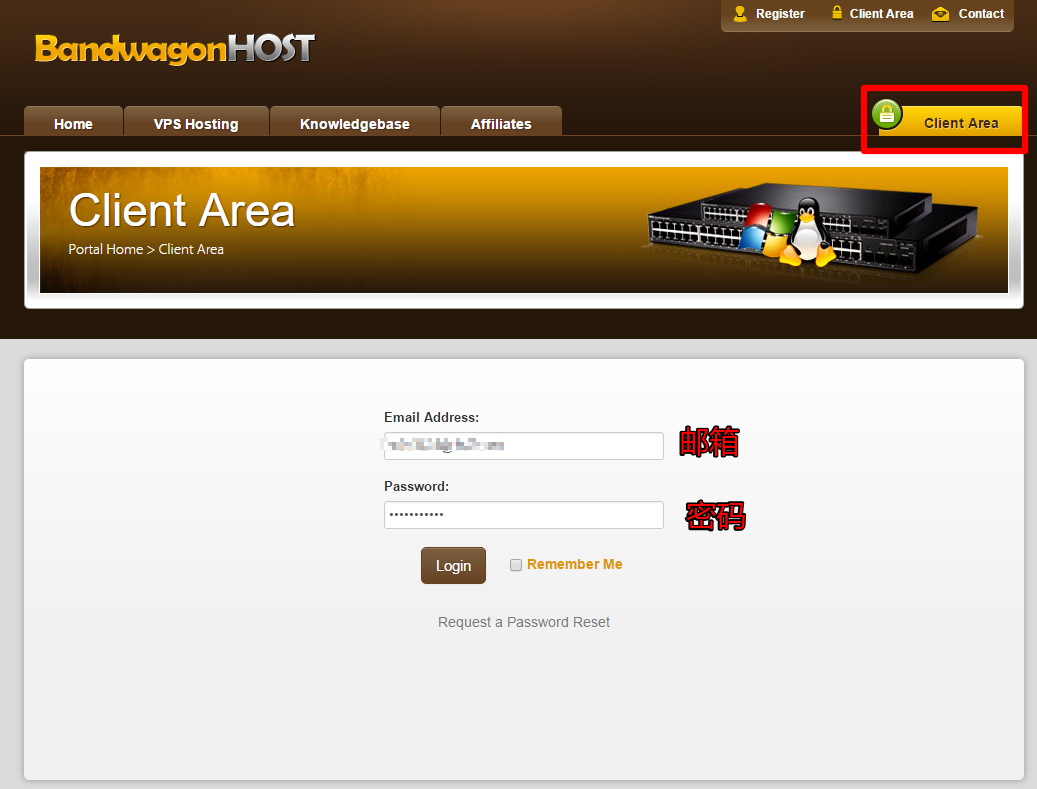 Register Client Area Contact
BandwagonHOST
Home VPS Hosting Knowledgebase Affiliates Client Area
Client Area
Portal Home > Client Area
Email Address:
邮箱
Password:
密码
Login Remember Me
Request a Password Reset